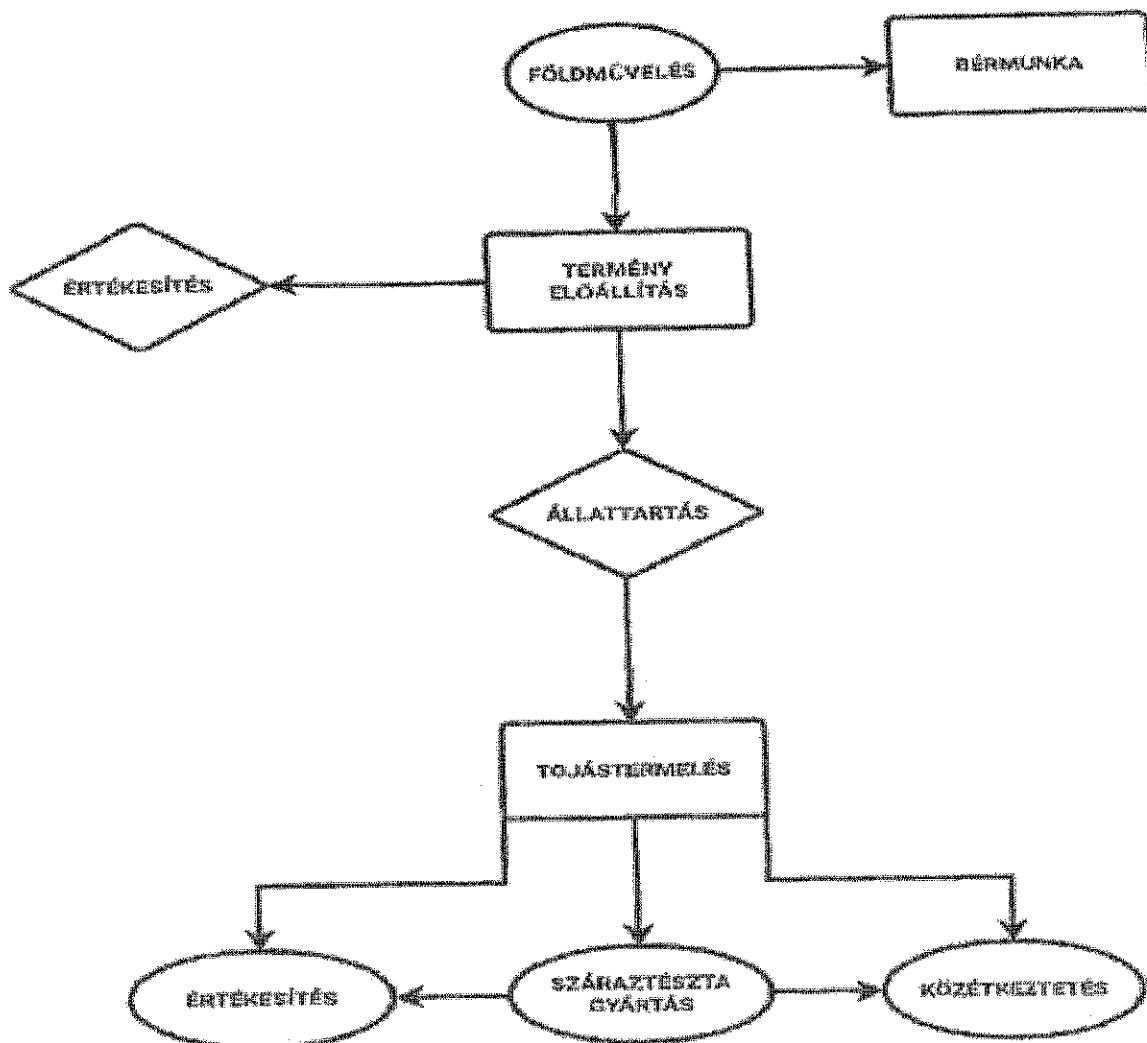 FÖLDMŰVELÉS
BÉRMUNKA
TERMÉNY
ELŐÁLLÍTÁS
ÉRTÉKESÍTÉS
ÁLLATTARTÁS
TOJÁSTERMELÉS
ÉRTÉKESÍTÉS
SZÁRAZTÉSZTA
GYÁRTÁS
KÖZÉTKEZTETÉS